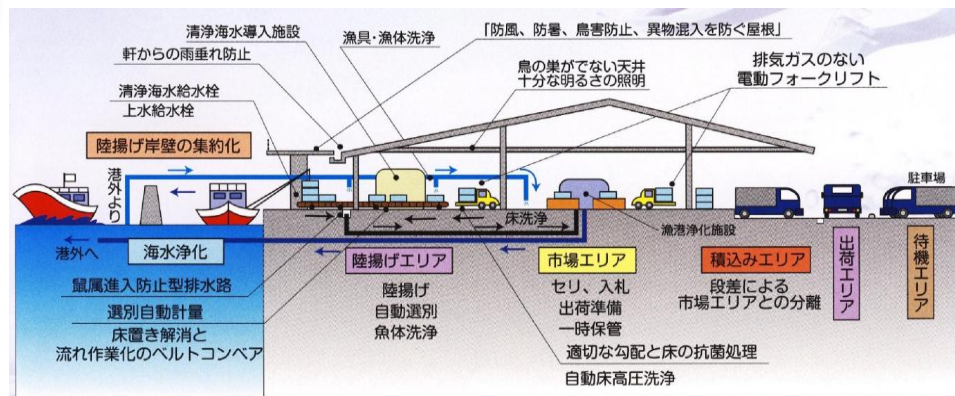 清浄海水導入施設
漁具・漁体洗浄
「防風、防暑、鳥害防止、異物混入を防ぐ屋根」
軒からの雨垂れ防止
鳥の巣がでない天井
十分な明るさの照明
排気ガスのない
電動フォークリフト
清浄海水給水栓
上水給水栓
陸揚げ岸壁の集約化
港外より
駐車場
床洗浄
漁港浄化施設
港外へ
海水浄化
陸揚げエリア
市場エリア
積込みエリア
出荷エリア
待機エリア
鼠属進入防止型排水路
陸揚げ
自動選別
魚体洗浄
セリ、入札
出荷準備
一時保管
段差による
市場エリアとの分離
選別自動計量
床置き解消と
流れ作業化のベルトコンベア
適切な勾配と床の抗菌処理
自動床高圧洗浄